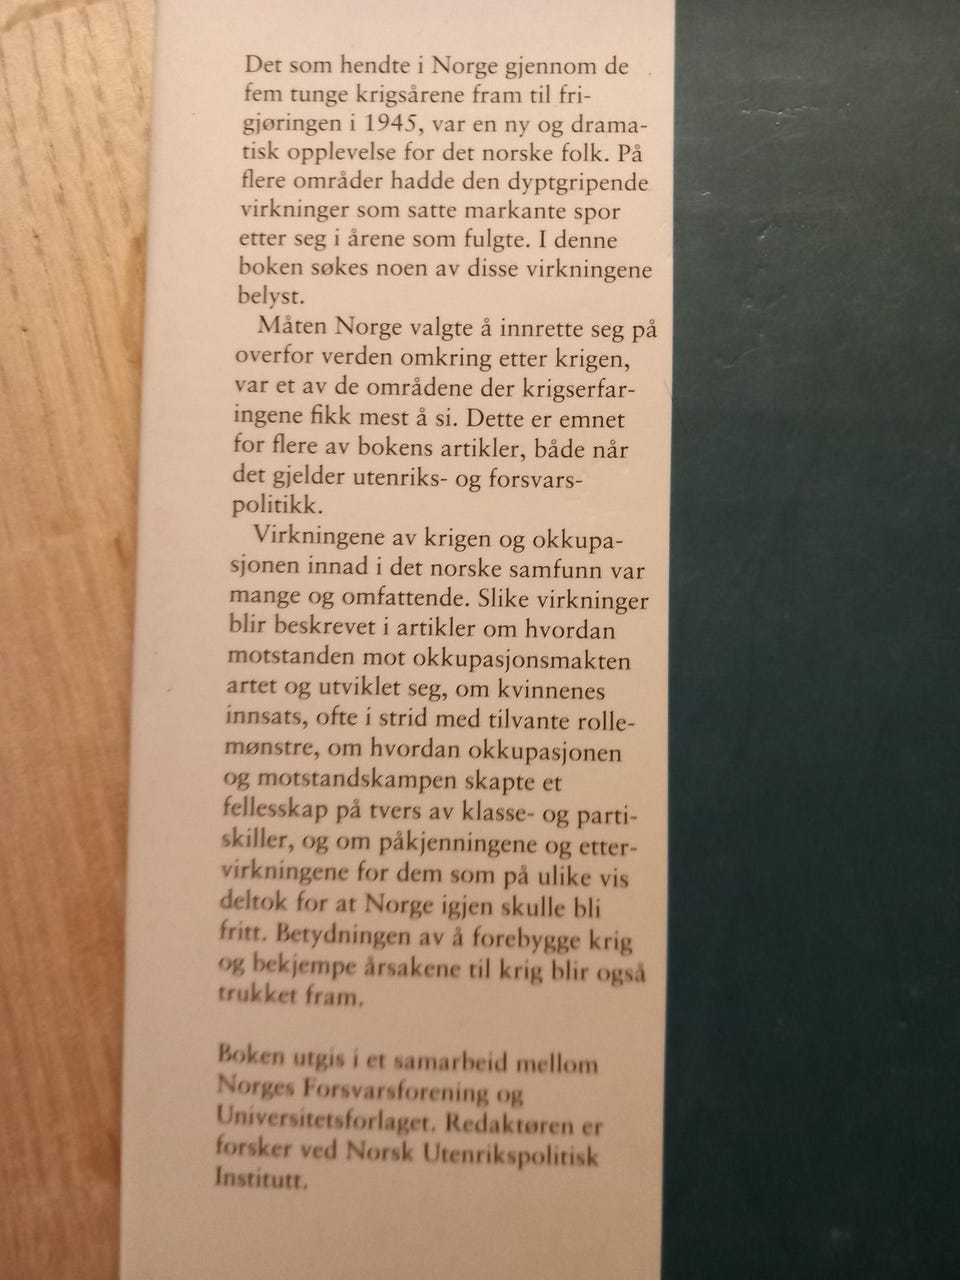 Det som hendte i Norge gjennom de
fem tunge krigsårene fram til fri-
gjøringen i 1945, var en ny og drama-
tisk opplevelse for det norske folk. På
flere områder hadde den dyptgripende
virkninger som satte markante spor
etter seg i årene som fulgte. I denne
boken søkes noen av disse virkningene
belyst.
Måten Norge valgte å innrette seg på
overfor verden omkring etter krigen,
var et av de områdene der krigserfar-
ingene fikk mest å si. Dette er emnet
for flere av bokens artikler, både når
det gjelder utenriks- og forsvars-
politikk.
Virkningene av krigen og okkupa-
sjonen innad i det norske samfunn var
mange og omfattende. Slike virkninger
blir beskrevet i artikler om hvordan
motstanden mot okkupasjonsmakten
artet og utviklet seg, om kvinnenes
innsats, ofte i strid med tilvante rolle-
mønstre, om hvordan okkupasjonen
og motstandskampen skapte et
fellesskap på tvers av klasse- og parti-
skiller, og om påkjenningene og etter-
virkningene for dem som på ulike vis
deltok for at Norge igjen skulle bli
fritt. Betydningen av å forebygge krig
og bekjempe årsakene til krig blir også
trukket fram.
Boken utgis i et samarbeid mellom
Norges Forsvarsforening og
Universitetsforlaget. Redaktøren er
forsker ved Norsk Utenrikspolitisk
Institutt.